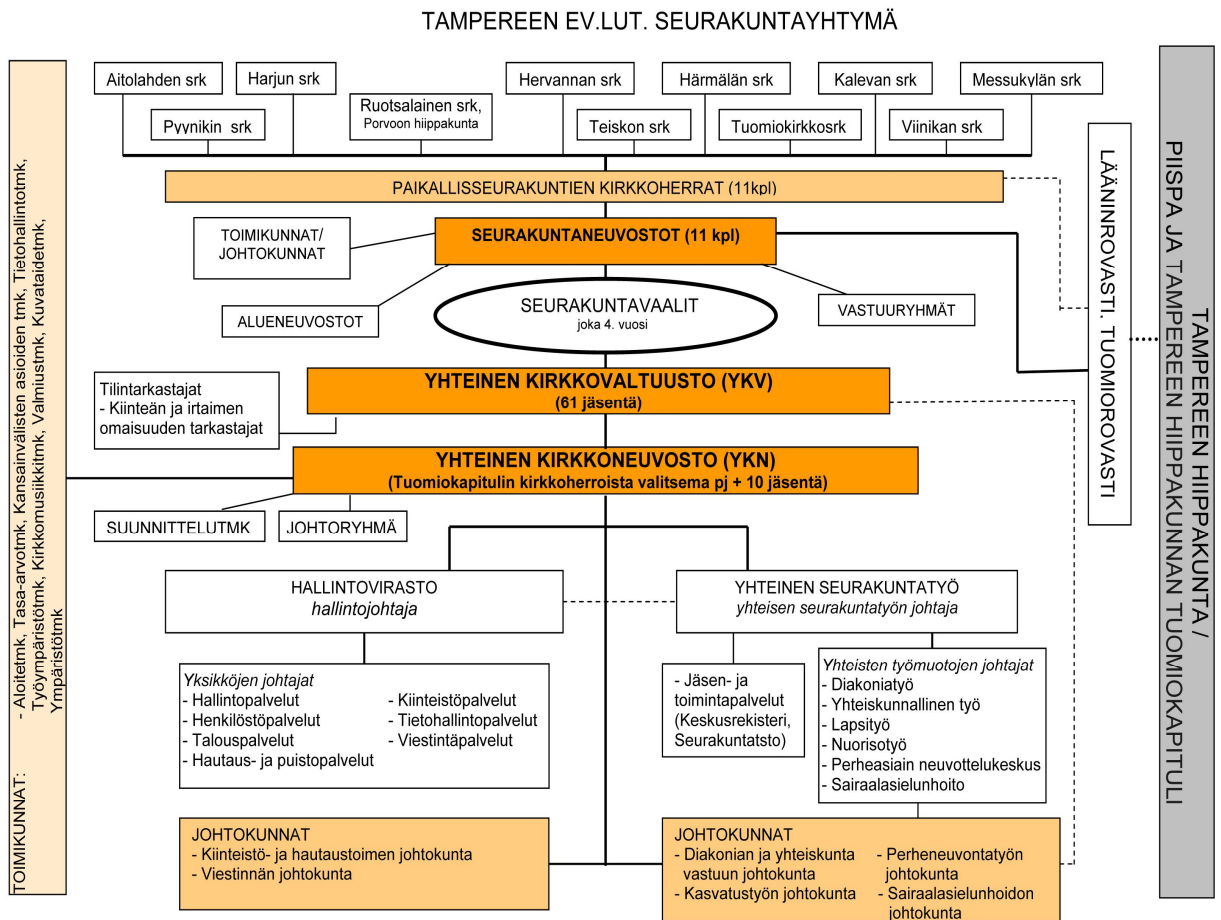 TAMPEREEN EV.LUT. SEURAKUNTAYHTYMÄ
Aitolahden srk
Harjun srk
Hervannan srk
Härmälän srk
Kalevan srk
Messukylän srk
Pyynikin srk
Ruotsalainen srk,
Porvoon hiippakunta
Teiskon srk
Tuomiokirkkosrk
Viinikan srk
PAIKALLISSEURAKUNTIEN KIRKKOHERRAT (11kpl)
TOIMIKUNNAT/
JOHTOKUNNAT
SEURAKUNTANEUVOSTOT (11 kpl)
ALUENEUVOSTOT
SEURAKUNTAVAALIT
joka 4. vuosi
VASTUURYHMÄT
Tilintarkastajat
- Kiinteän ja irtaimen
omaisuuden tarkastajat
YHTEINEN KIRKKOVALTUUSTO (YKV)
(61 jäsentä)
YHTEINEN KIRKKONEUVOSTO (YKN)
(Tuomiokapitulin kirkkoherroista valitsema pj + 10 jäsentä)
SUUNNITTELUTMK
JOHTORYHMÄ
HALLINTOVIRASTO
hallintojohtaja
YHTEINEN SEURAKUNTATYÖ
yhteisen seurakuntatyön johtaja
Yksikköjen johtajat
- Hallintopalvelut
- Henkilöstöpalvelut
- Talouspalvelut
- Hautaus- ja puistopalvelut
- Kiinteistöpalvelut
- Tietohallintopalvelut
- Viestintäpalvelut
- Jäsen- ja
toimintapalvelut
(Keskusrekisteri,
Seurakuntatsto)
Yhteisten työmuotojen johtajat
- Diakoniatyö
- Yhteiskunnallinen työ
- Lapsityö
- Nuorisotyö
- Perheasiain neuvottelukeskus
- Sairaalasielunhoito
JOHTOKUNNAT
- Kiinteistö- ja hautaustoimen johtokunta
- Viestinnän johtokunta
JOHTOKUNNAT
- Diakonian ja yhteiskunta
vastuun johtokunta
- Kasvatustyön johtokunta
- Perheneuvontatyön
johtokunta
- Sairaalasielunhoidon
johtokunta
TOIMIKUNNAT:
- Aloitetmk, Tasa-arvotmk, Kansainvälisten asioiden tmk, Tietohallintotmk,
Työympäristötmk, Kirkkomusiikkitmk, Valmiustmk, Kuvataidetmk,
Ympäristötmk
LÄÄNINROVASTI. TUOMIOROVASTI
TAMPEREEN HIIPPAKUNTA /
PIISPA JA TAMPEREEN HIIPPAKUNNAN TUOMIOKAPITULI